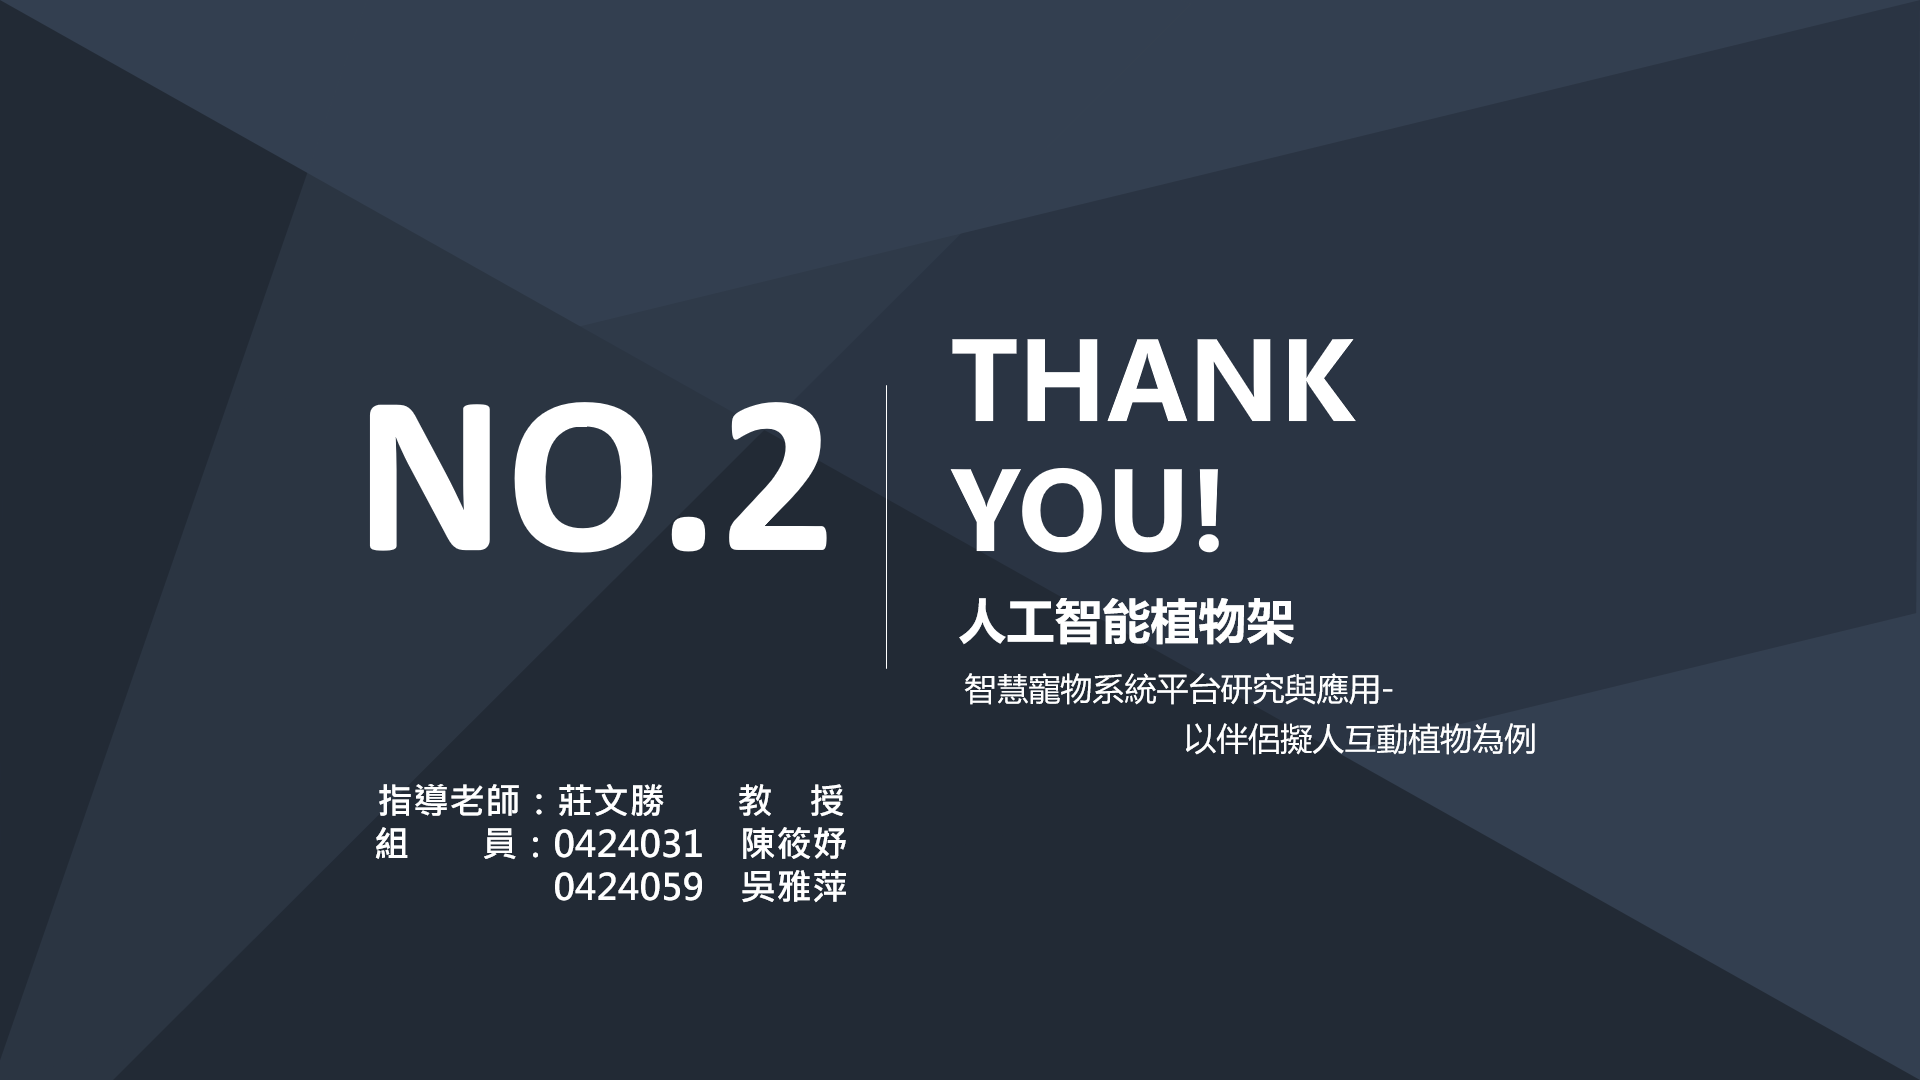 NO.2
THANK
YOU!
人工智能植物架
智慧寵物系統平台研究與應用-
以伴侶擬人互動植物為例
指導老師：莊文勝　　教　授
組　　員：0424031　陳筱妤
0424059　吳雅萍